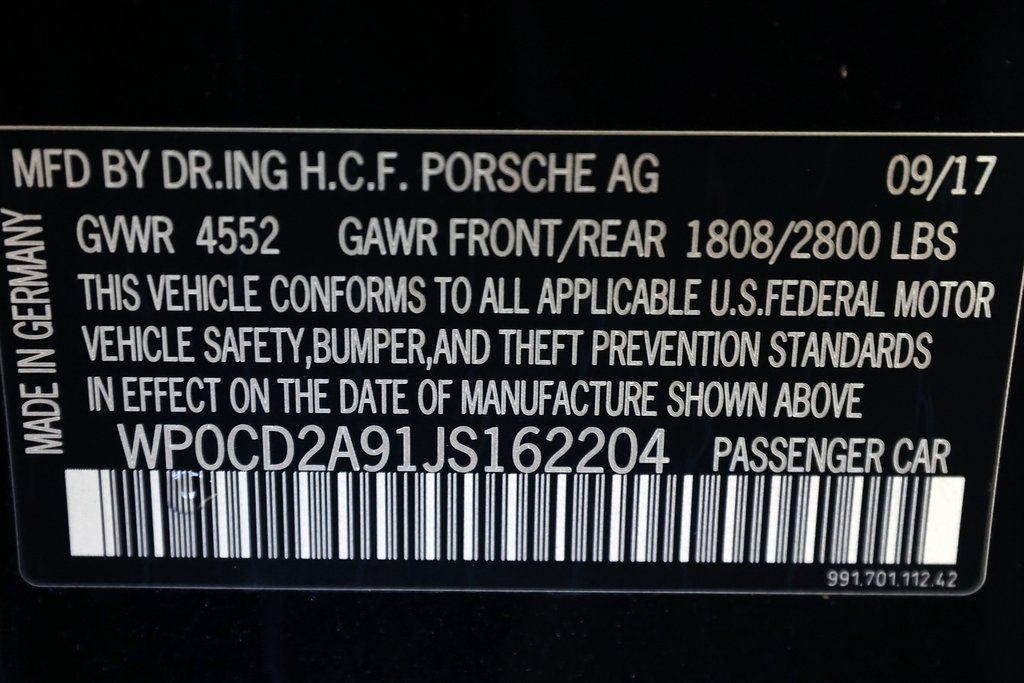 MFD BY DR.ING H.C.F. PORSCHE AG 09/17
GVWR 4552 GAWR FRONT/REAR 1808/2800 LBS
THIS VEHICLE CONFORMS TO ALL APPLICABLE U.S.FEDERAL MOTOR
VEHICLE SAFETY,BUMPER,AND THEFT PREVENTION STANDARDS
IN EFFECT ON THE DATE OF MANUFACTURE SHOWN ABOVE
WP0CD2A91JS162204 PASSENGER CAR
991.701.112.42
MADE IN GERMANY